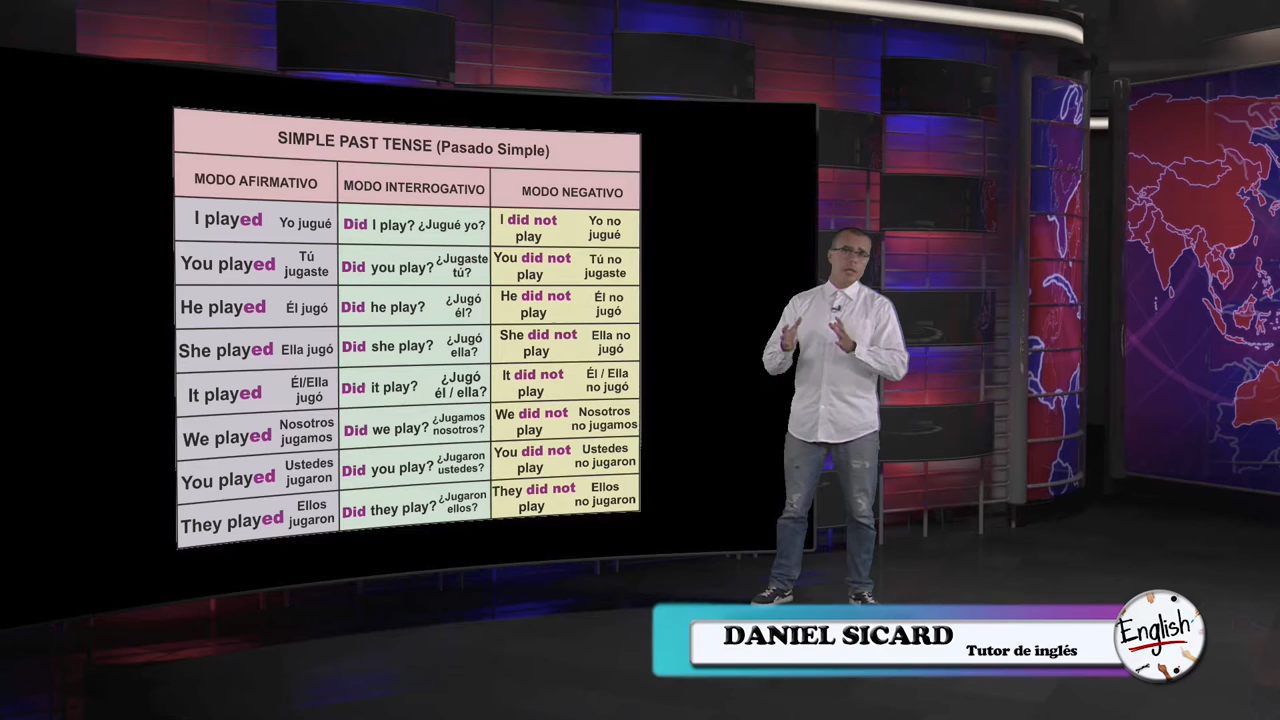 SIMPLE PAST TENSE (Pasado Simple)
MODO AFIRMATIVO MODO INTERROGATIVO MODO NEGATIVO
I played Yo jugué Did I play? ¿Jugué yo? I did not play Yo no jugué
You played Tú jugaste Did you play? ¿Jugaste tú? You did not play Tú no jugaste
He played Él jugó Did he play? ¿Jugó él? He did not play Él no jugó
She played Ella jugó Did she play? ¿Jugó ella? She did not play Ella no jugó
It played Él/Ella jugó Did it play? ¿Jugó él / ella? It did not play Él / Ella no jugó
We played Nosotros jugamos Did we play? ¿Jugamos nosotros? We did not play Nosotros no jugamos
You played Ustedes jugaron Did you play? ¿Jugaron ustedes? You did not play Ustedes no jugaron
They played Ellos jugaron Did they play? ¿Jugaron ellos? They did not play Ellos no jugaron
DANIEL SICARD
Tutor de inglés
English